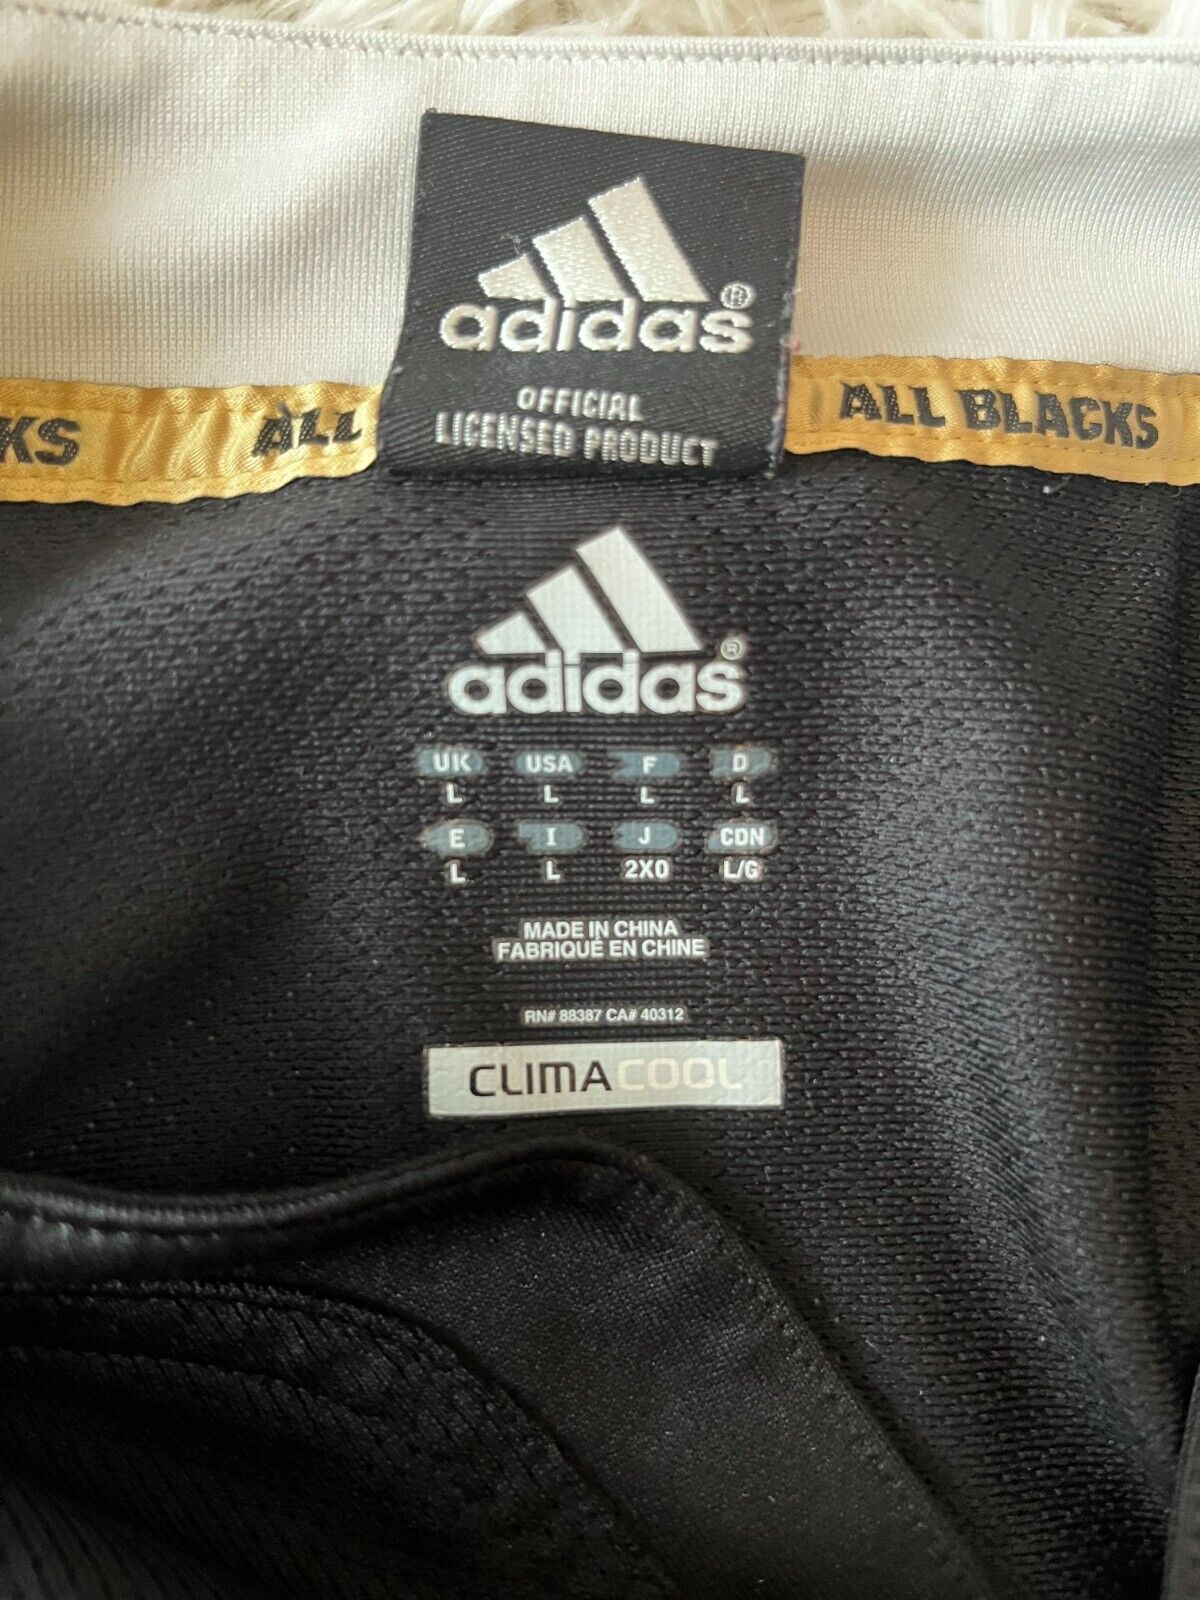 adidas®
OFFICIAL
LICENSED PRODUCT
KS ALL ALL BLACKS
adidas®
UK USA F D
L L L L
E I J CDN
L L 2XO L/G
MADE IN CHINA
FABRIQUÉ EN CHINE
RN# 88387 CA# 40312
CLIMACOOL